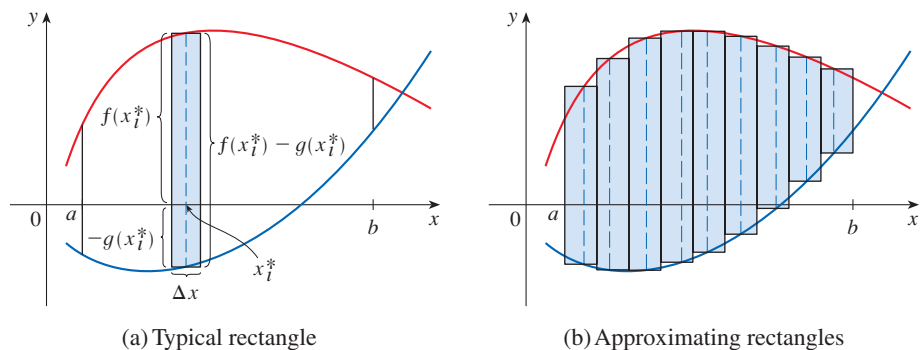 y
f(x_i^*)
f(x_i^*) − g(x_i^*)
0
a
b
x
−g(x_i^*)
x_i^*
Δx
(a) Typical rectangle
y
0
a
b
x
(b) Approximating rectangles